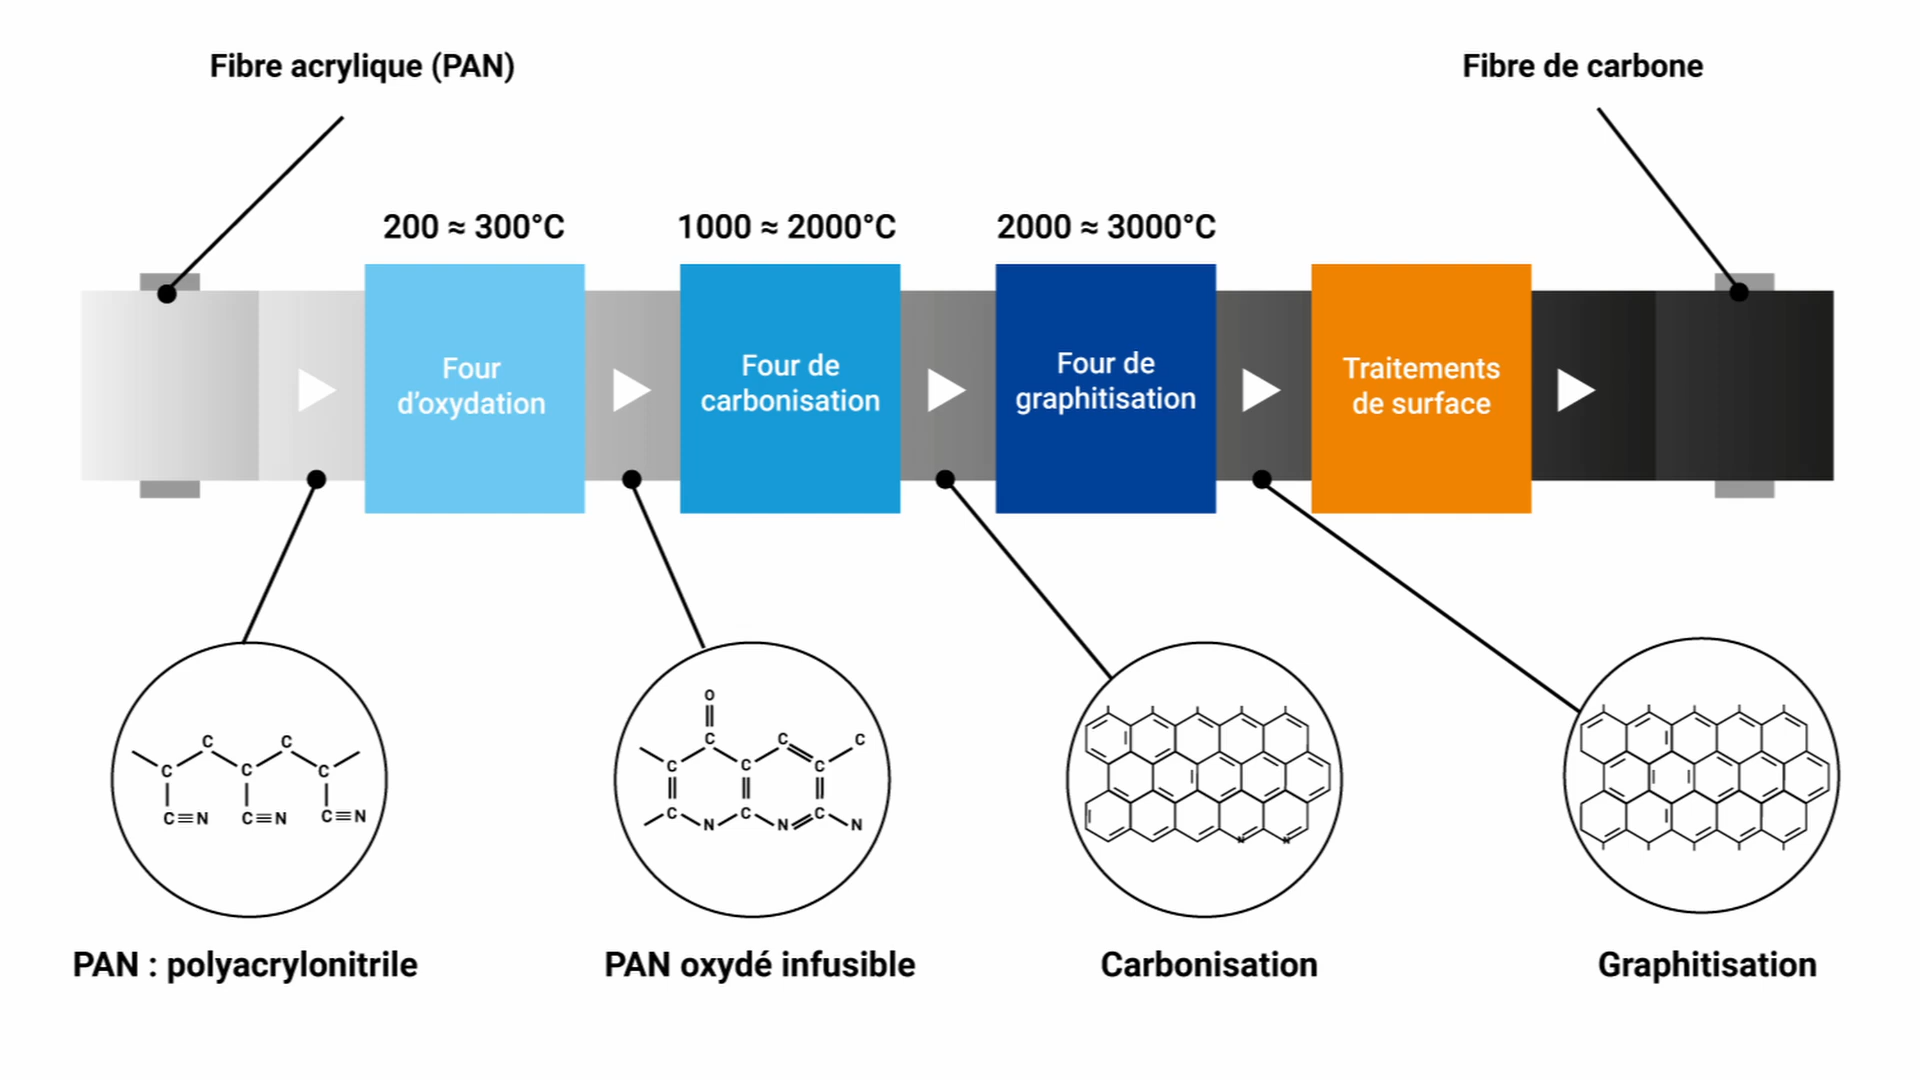 Fibre acrylique (PAN)
Fibre de carbone
200 ≈ 300°C
1000 ≈ 2000°C
2000 ≈ 3000°C
Four
d’oxydation
Four de
carbonisation
Four de
graphitisation
Traitements
de surface
C C
C C C
C≡N C≡N C≡N
O
C C C
C C C
C C C
N N N
N N
PAN : polyacrylonitrile
PAN oxydé infusible
Carbonisation
Graphitisation